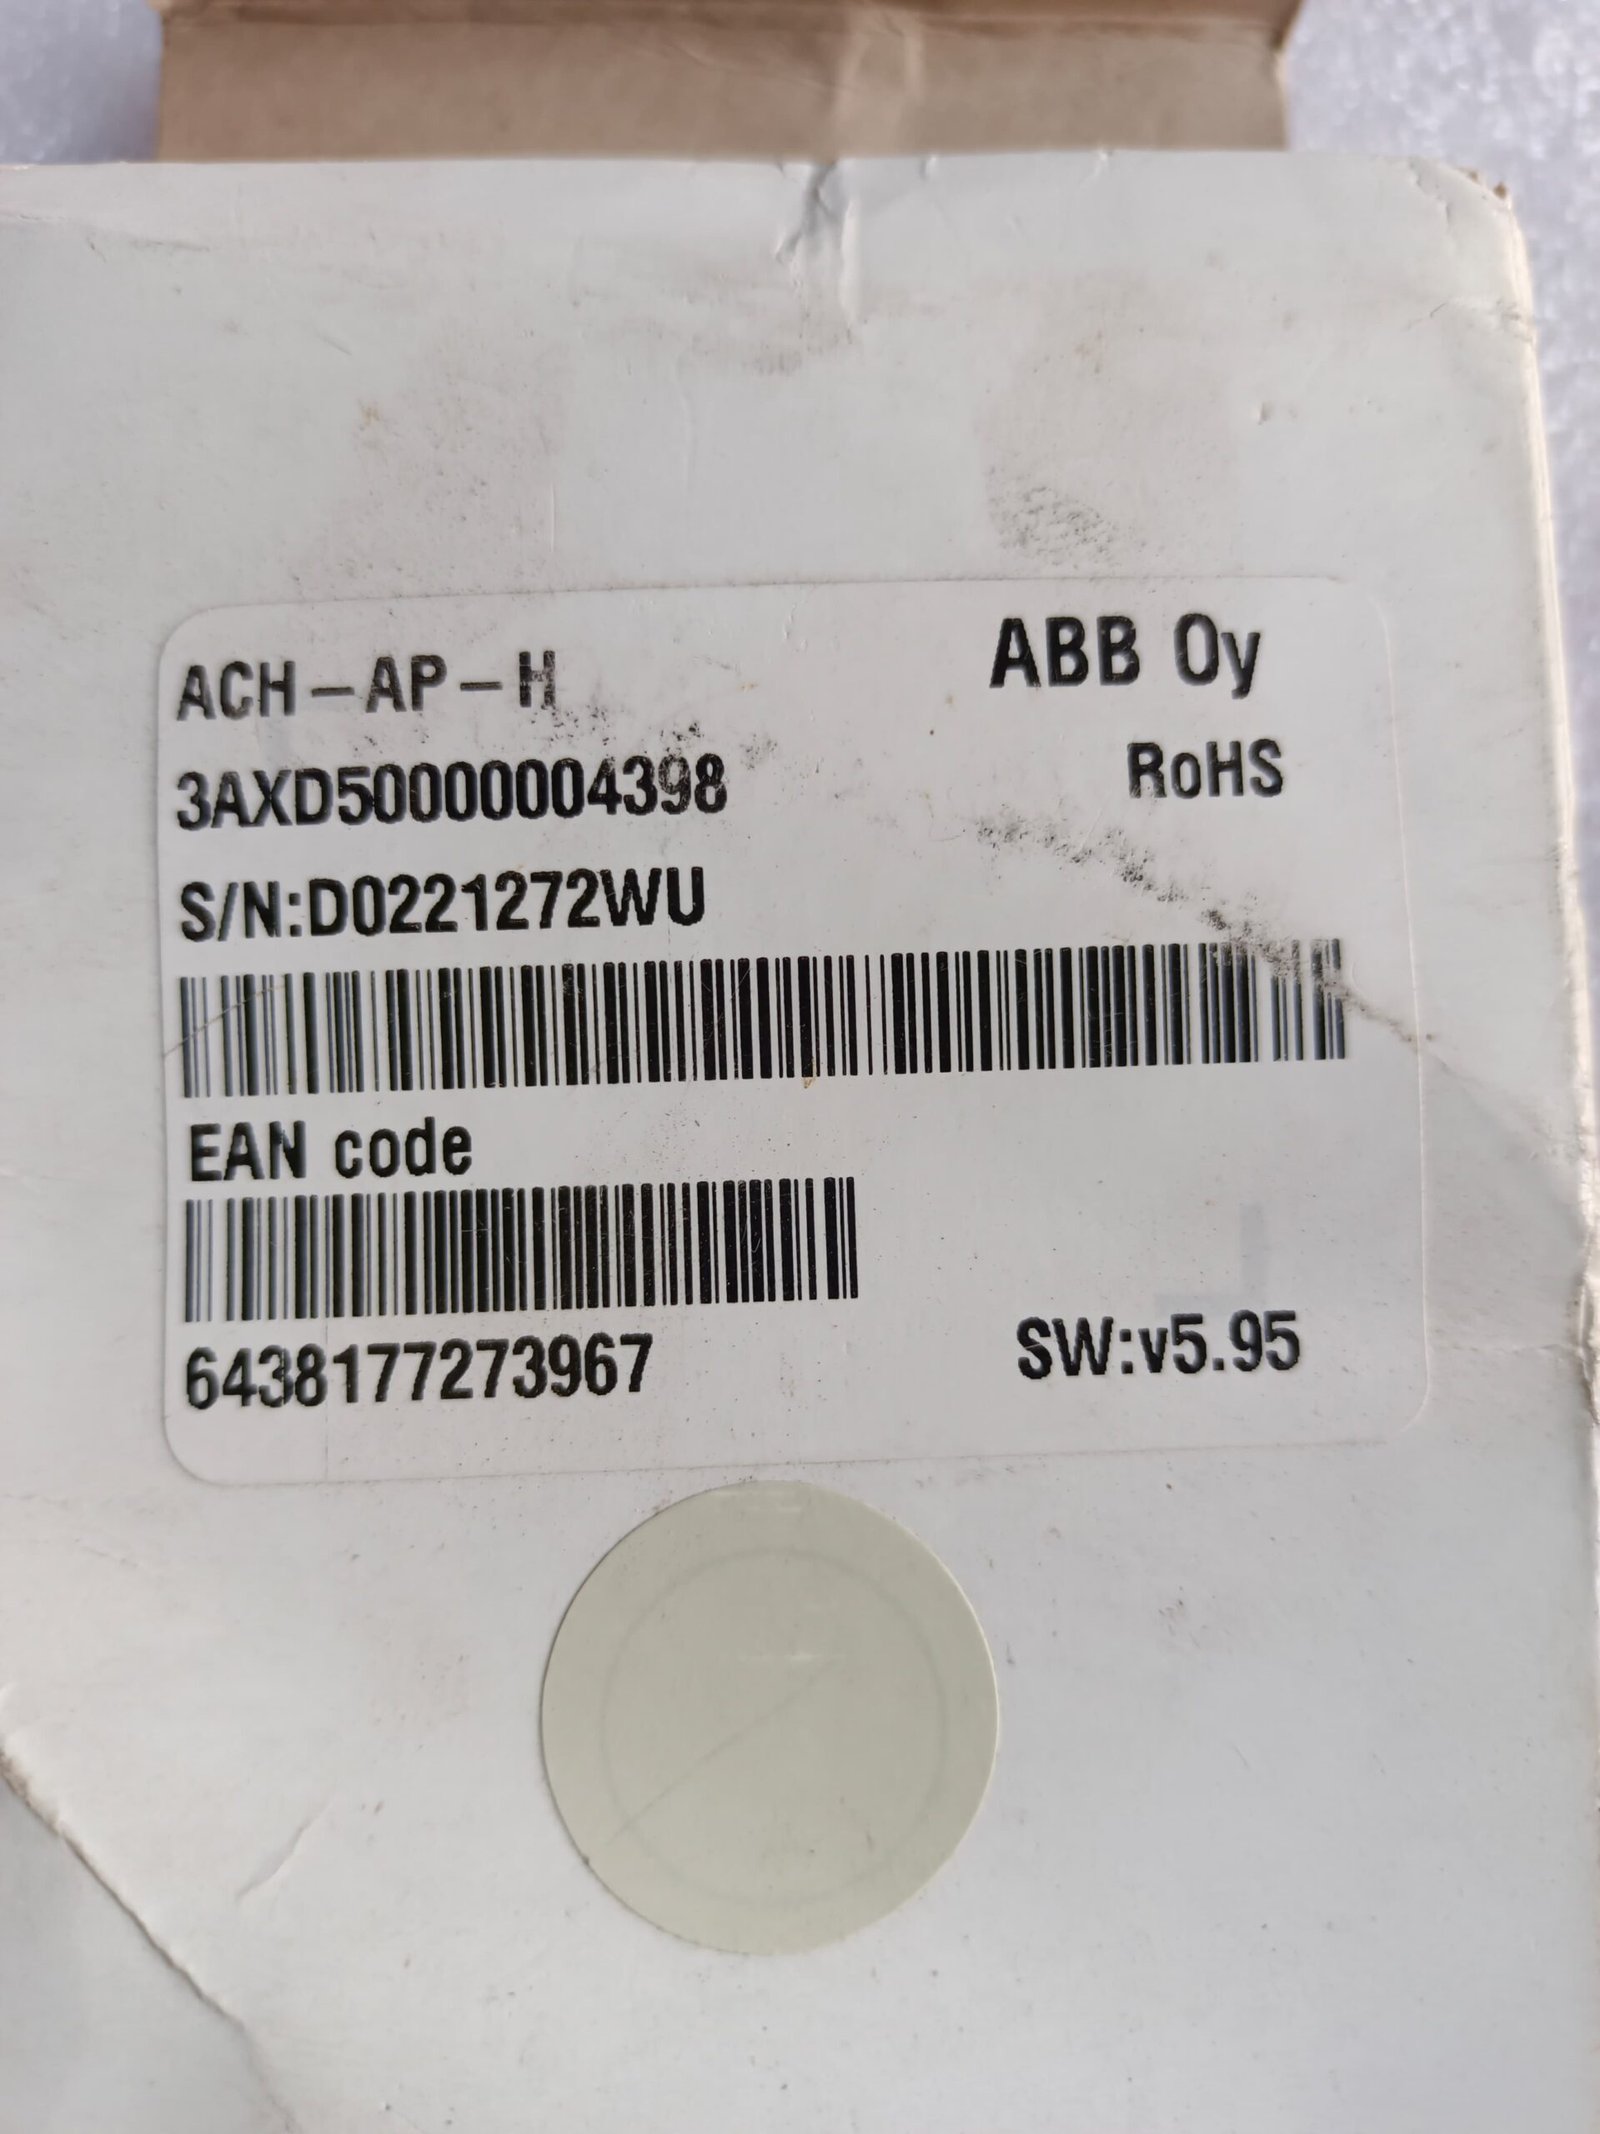 ACH-AP-H
ABB Oy
3AXD50000004398
RoHS
S/N:D0221272WU
EAN code
6438177273967
SW:v5.95